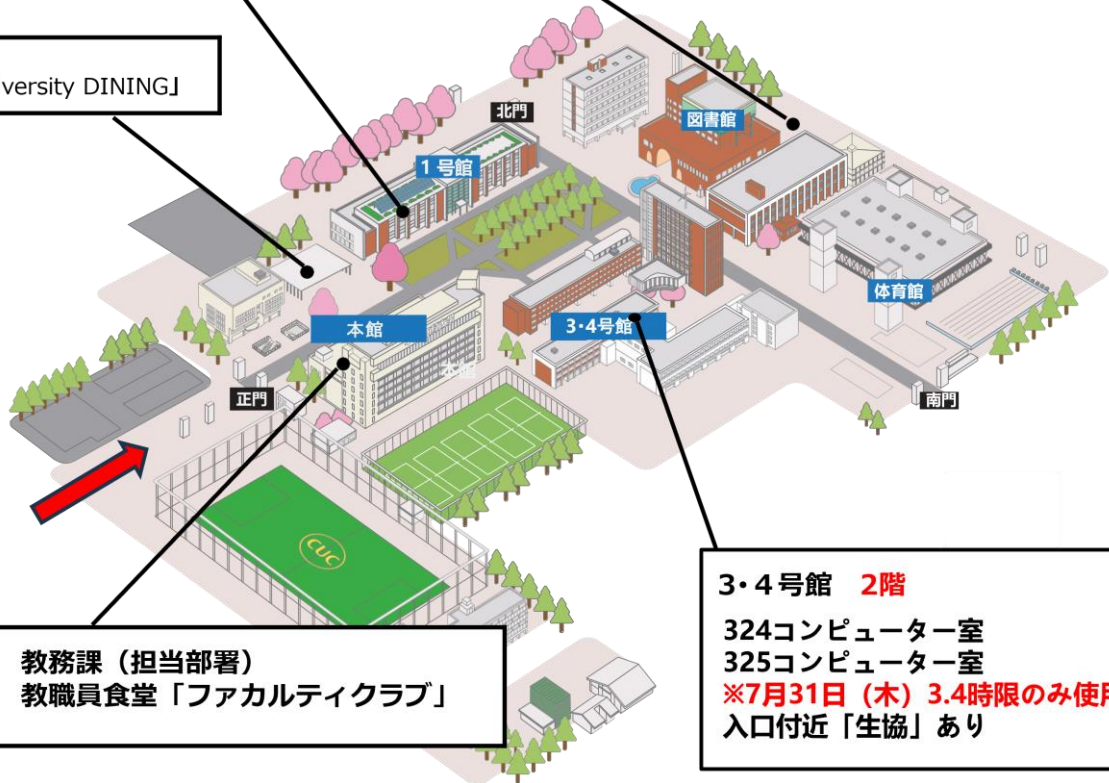 versity DINING」
北門
図書館
1号館
体育館
本館
3・4号館
本館
正門
南門
CUC
3・4号館 2階
324コンピューター室
325コンピューター室
※7月31日（木）3.4時限のみ使用
入口付近「生協」あり
教務課（担当部署）
教職員食堂「ファカルティクラブ」